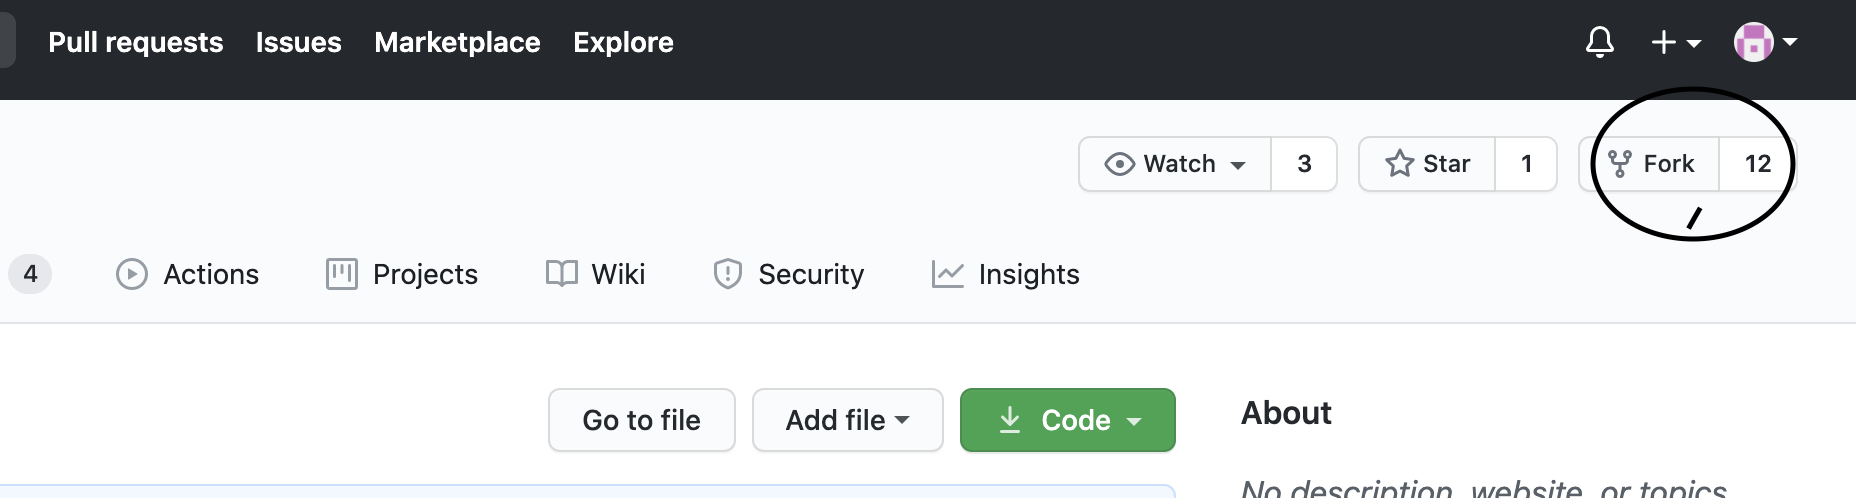 Pull requests Issues Marketplace Explore
Watch 3 Star 1 Fork 12
4 Actions Projects Wiki Security Insights
Go to file Add file Code About
No description, website, or topics